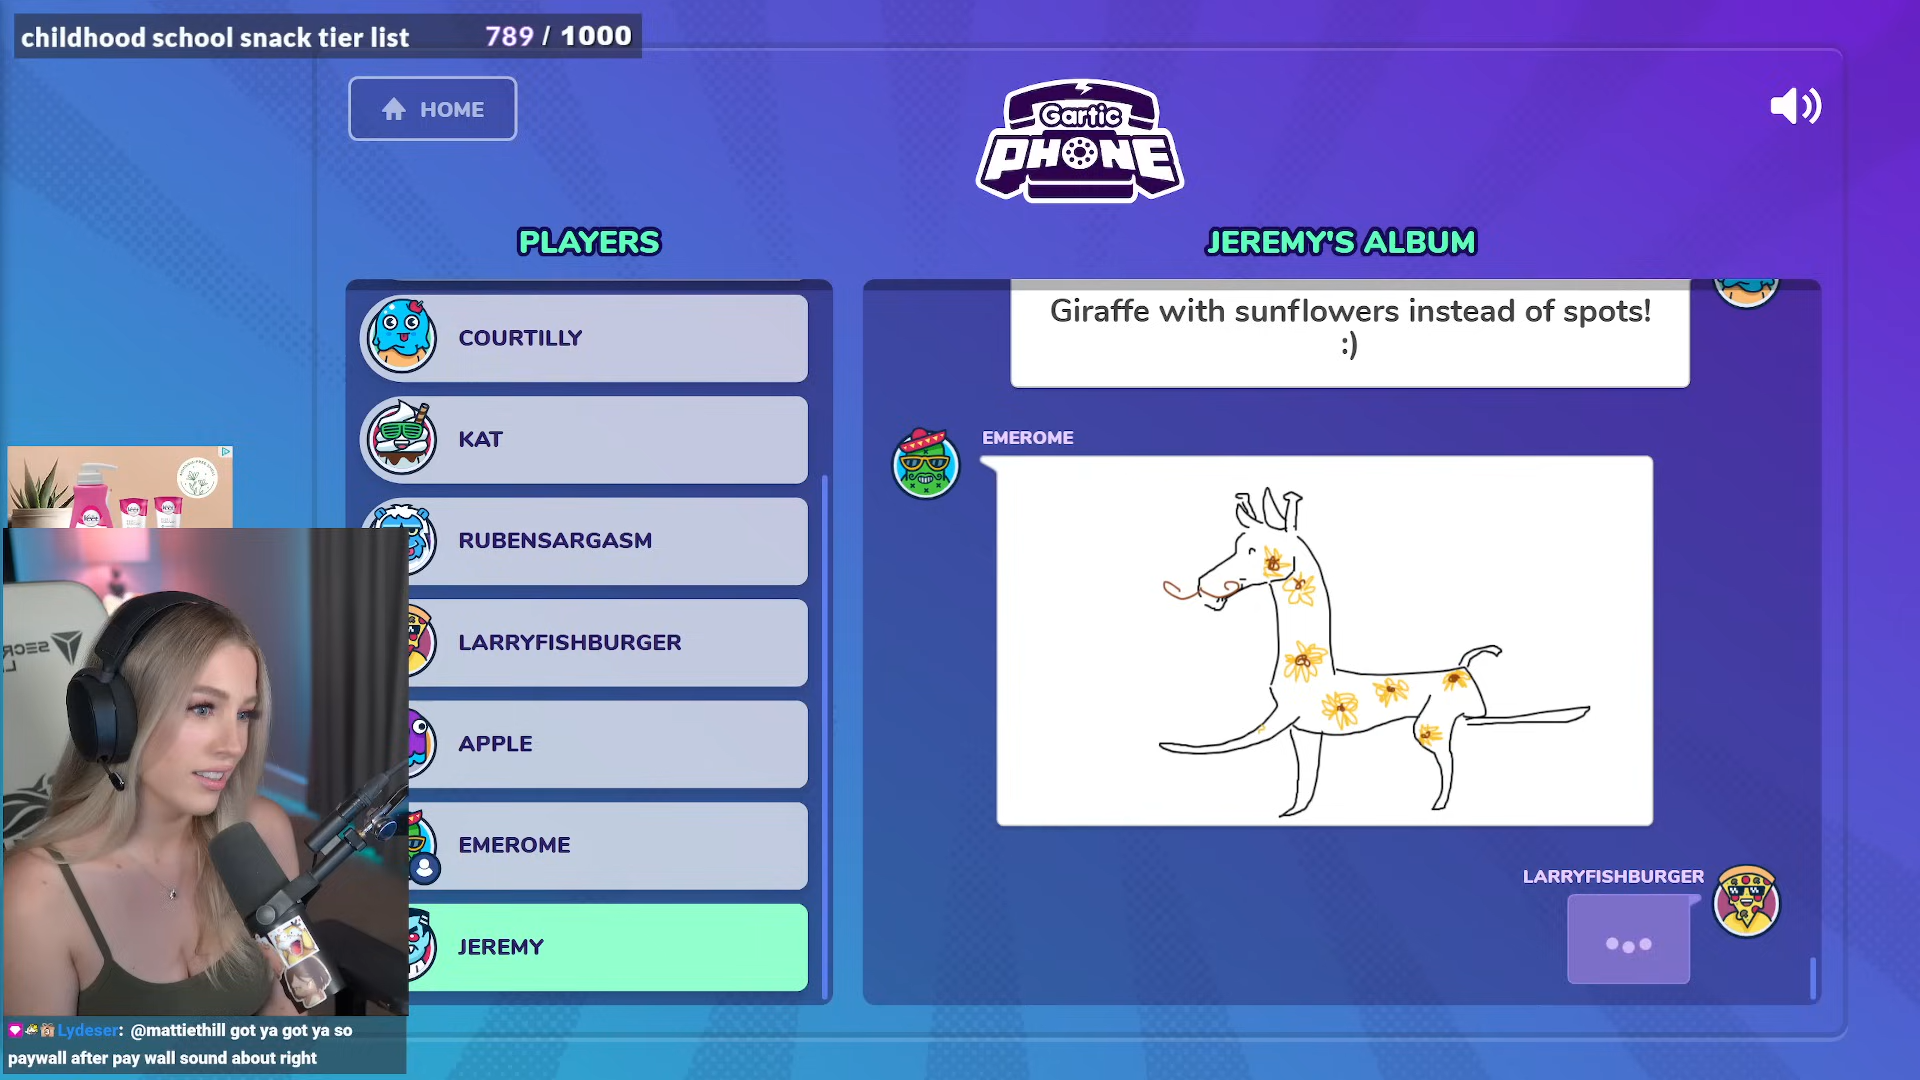 childhood school snack tier list 789 / 1000
HOME
Gartic
PHONE
PLAYERS
JEREMY'S ALBUM
COURTILLY
KAT
RUBENSARGASM
LARRYFISHBURGER
APPLE
EMEROME
JEREMY
Giraffe with sunflowers instead of spots!
:)
EMEROME
LARRYFISHBURGER
Veet
Lydeser: @mattiethill got ya got ya so
paywall after pay wall sound about right